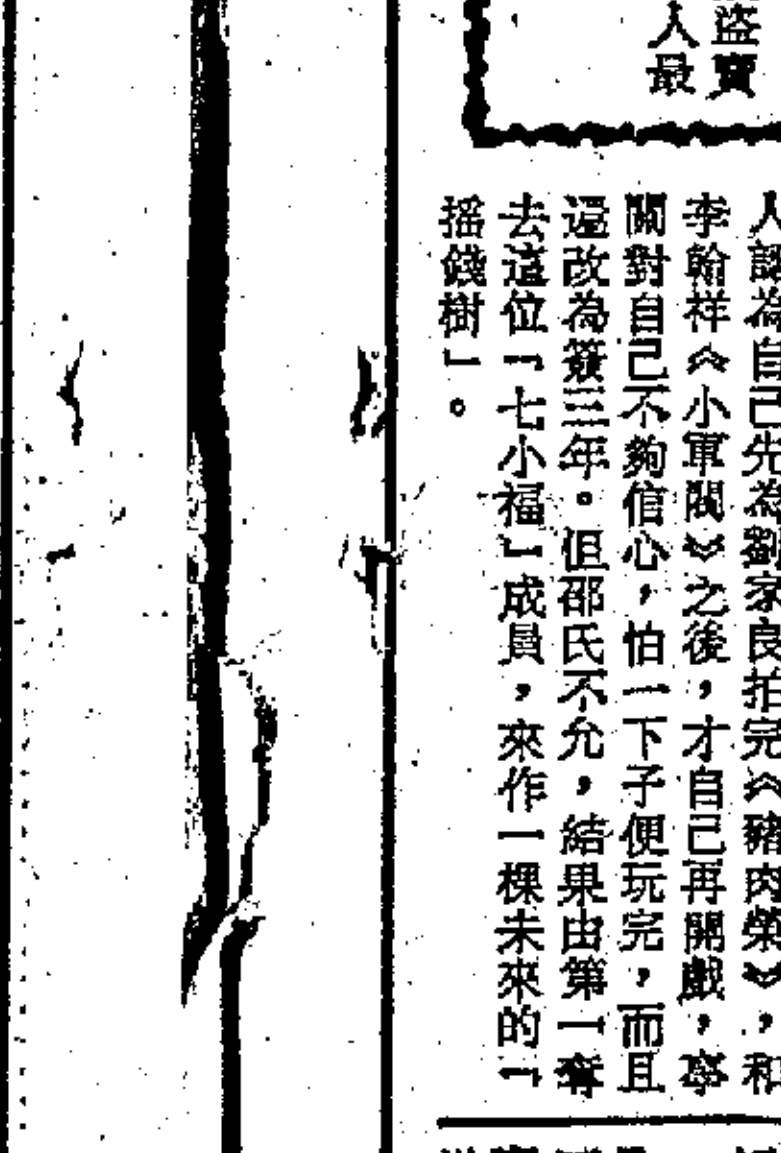 盜寶
人最
人認為自己先為劉家良拍完《豬肉榮》，和
李翰祥《小軍閥》之後，才自己再開戲，事
關對自己不夠信心，怕一下子便玩完，而且
還改為簽三年。但邵氏不允，結果由第一奪
去這位「七小福」成員，來作一棵未來的「
搖錢樹」。